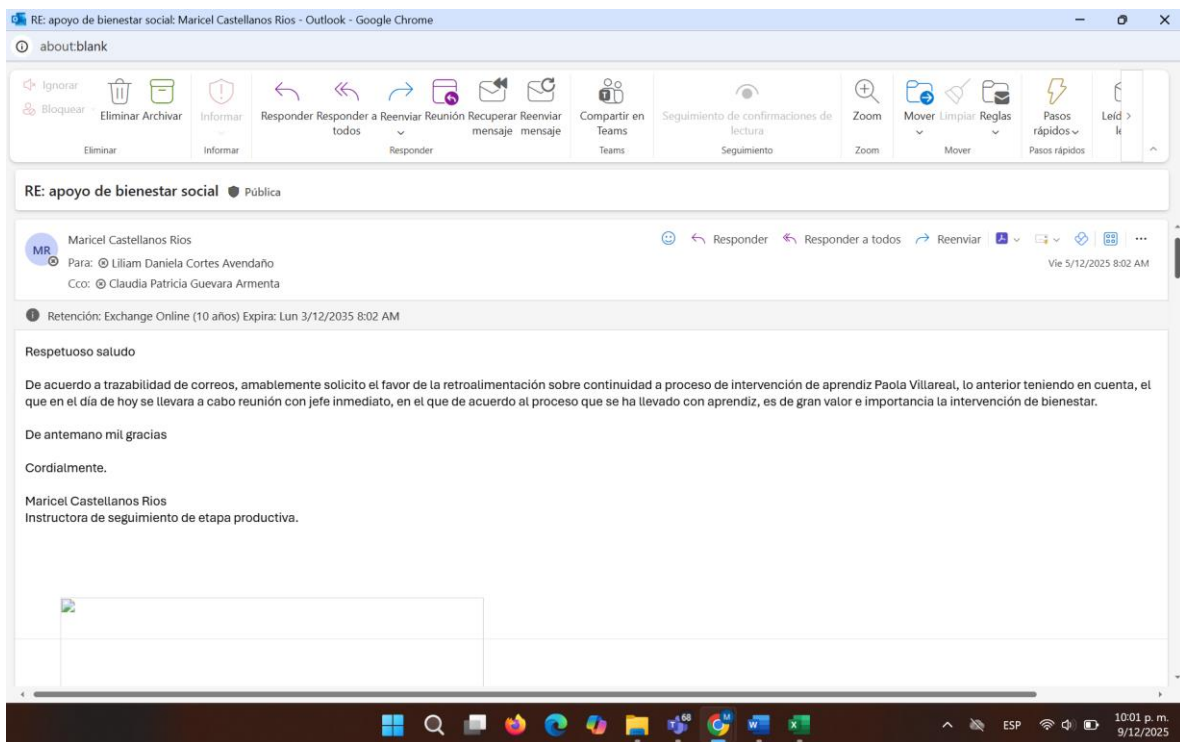 RE: apoyo de bienestar social: Maricel Castellanos Rios - Outlook - Google Chrome
about:blank
Ignorar
Bloquear
Eliminar Archivar
Informar
Responder Responder a todos Reenviar Reunión Recuperar mensaje Reenviar mensaje
Compartir en Teams
Seguimiento de confirmaciones de lectura
Zoom
Mover Limpiar Reglas
Pasos rápidos
Leíd
Eliminar Informar Responder Teams Seguimiento Zoom Mover Pasos rápidos
RE: apoyo de bienestar social Pública
MR
Maricel Castellanos Rios
Responder Responder a todos Reenviar
Para: Liliam Daniela Cortes Avendaño
Vie 5/12/2025 8:02 AM
Cco: Claudia Patricia Guevara Armenta
Retención: Exchange Online (10 años) Expira: Lun 3/12/2035 8:02 AM
Respetuoso saludo
De acuerdo a trazabilidad de correos, amablemente solicito el favor de la retroalimentación sobre continuidad a proceso de intervención de aprendiz Paola Villareal, lo anterior teniendo en cuenta, el
que en el día de hoy se llevara a cabo reunión con jefe inmediato, en el que de acuerdo al proceso que se ha llevado con aprendiz, es de gran valor e importancia la intervención de bienestar.
De antemano mil gracias
Cordialmente.
Maricel Castellanos Rios
Instructora de seguimiento de etapa productiva.
68
ESP
10:01 p. m.
9/12/2025